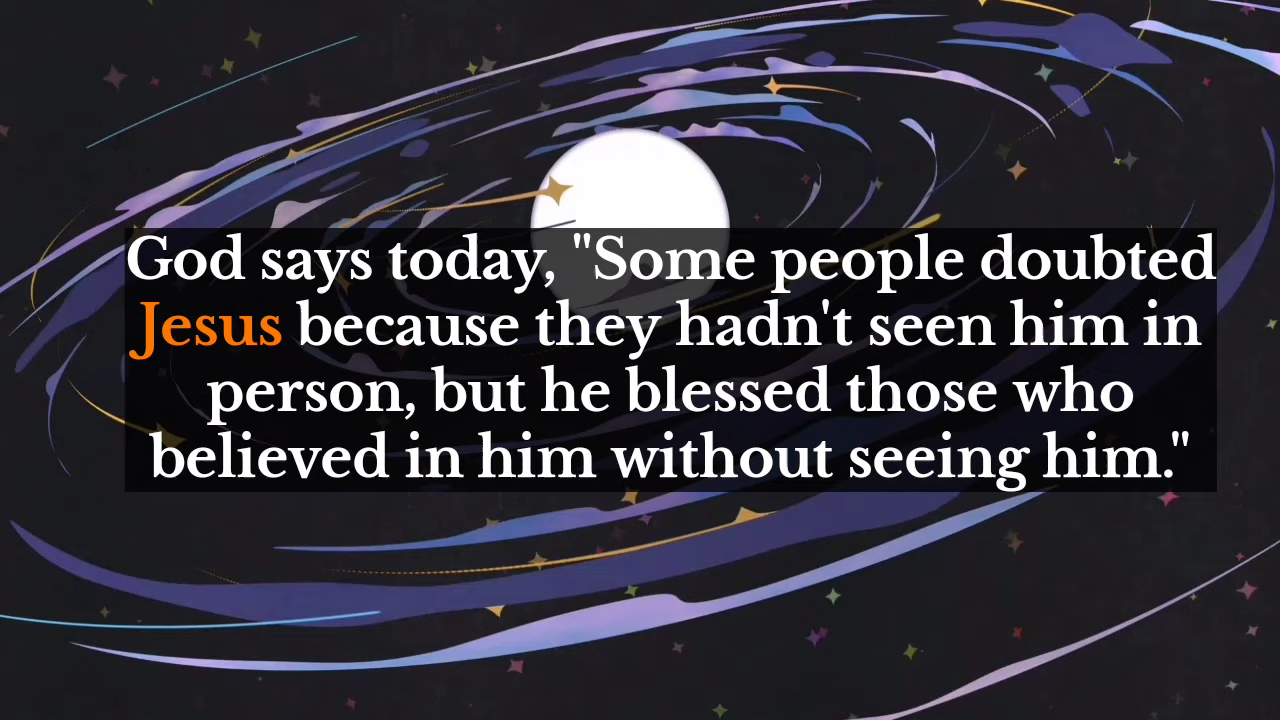 God says today, "Some people doubted
Jesus because they hadn't seen him in
person, but he blessed those who
believed in him without seeing him."